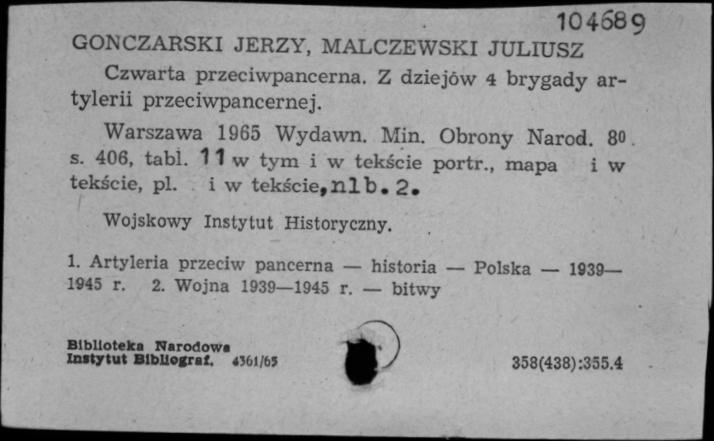 104689
GONCZARSKI JERZY, MALCZEWSKI JULIUSZ
Czwarta przeciwpancerna. Z dziejów 4 brygady ar-
tylerii przeciwpancernej.
Warszawa 1965 Wydawn. Min. Obrony Narod. 8⁰.
s. 406, tabl. 11 w tym i w tekście portr., mapa i w
tekście, pl. i w tekście, nlb. 2.
Wojskowy Instytut Historyczny.
1. Artyleria przeciw pancerna — historia — Polska — 1939—
1945 r. 2. Wojna 1939—1945 r. — bitwy
Biblioteka Narodowa
Instytut Bibliograf. 4361/65
358(438):355.4